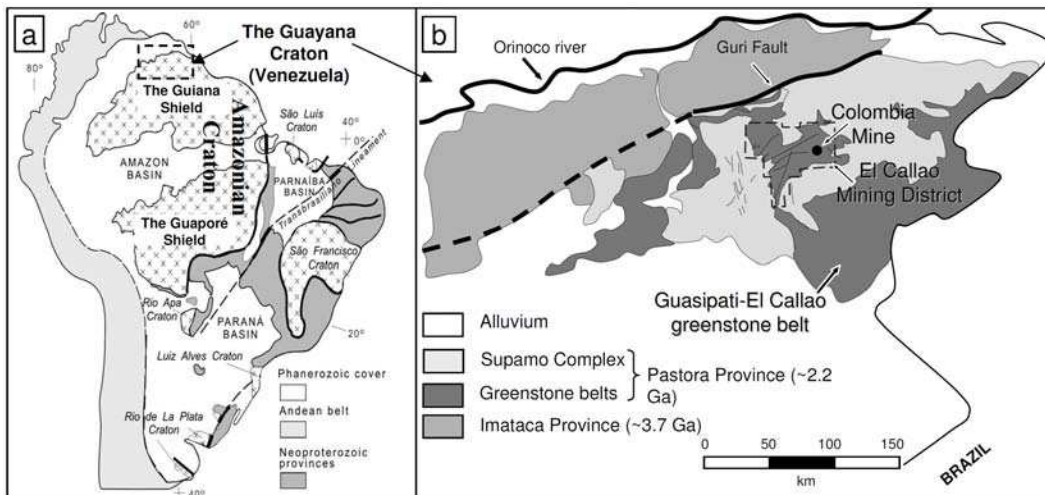 a
80°
60°
The Guayana
Craton
(Venezuela)
The Guiana
Shield
Amazonian
Craton
São Luís
Craton
40°
0°
AMAZON
BASIN
PARNAÍBA
BASIN
Transbrasiliano Lineament
The Guaporé
Shield
São Francisco
Craton
Rio Apa
Craton
PARANÁ
BASIN
20°
Luiz Alves Craton
Rio de La Plata
Craton
40°
Phanerozoic cover
Andean belt
Neoproterozoic
provinces
b
Orinoco river
Guri Fault
Colombia
Mine
El Callao
Mining District
Guasipati-El Callao
greenstone belt
Alluvium
Supamo Complex
Greenstone belts
Pastora Province (~2.2
Ga)
Imataca Province (~3.7 Ga)
0 50 100 150
km
BRAZIL